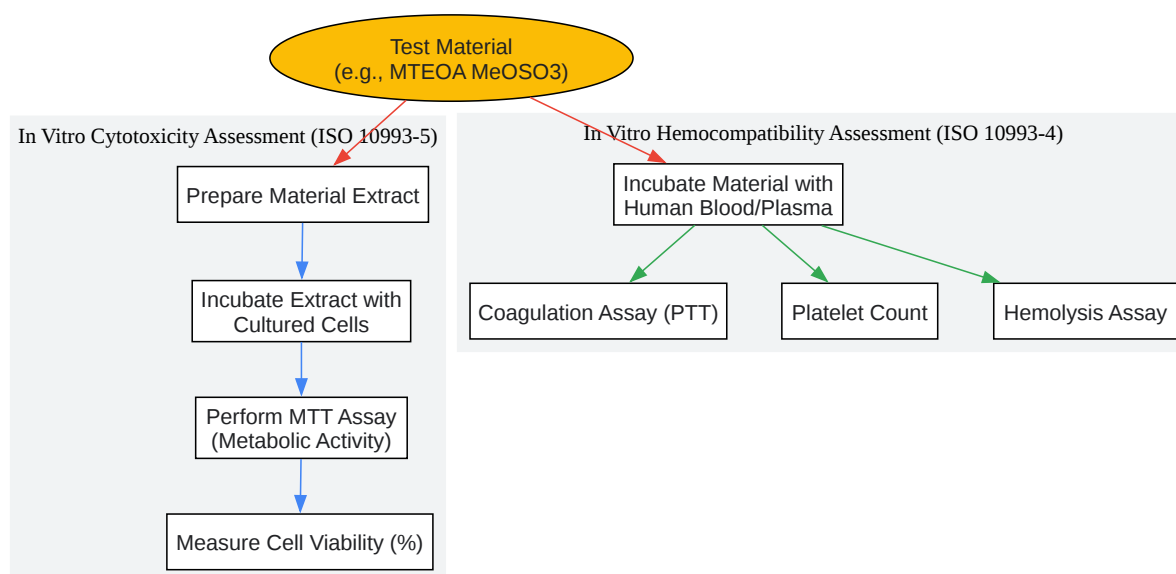 Test Material
(e.g., MTEOA MeOSO3)
In Vitro Cytotoxicity Assessment (ISO 10993-5)
Prepare Material Extract
Incubate Extract with
Cultured Cells
Perform MTT Assay
(Metabolic Activity)
Measure Cell Viability (%)
In Vitro Hemocompatibility Assessment (ISO 10993-4)
Incubate Material with
Human Blood/Plasma
Coagulation Assay (PTT)
Platelet Count
Hemolysis Assay